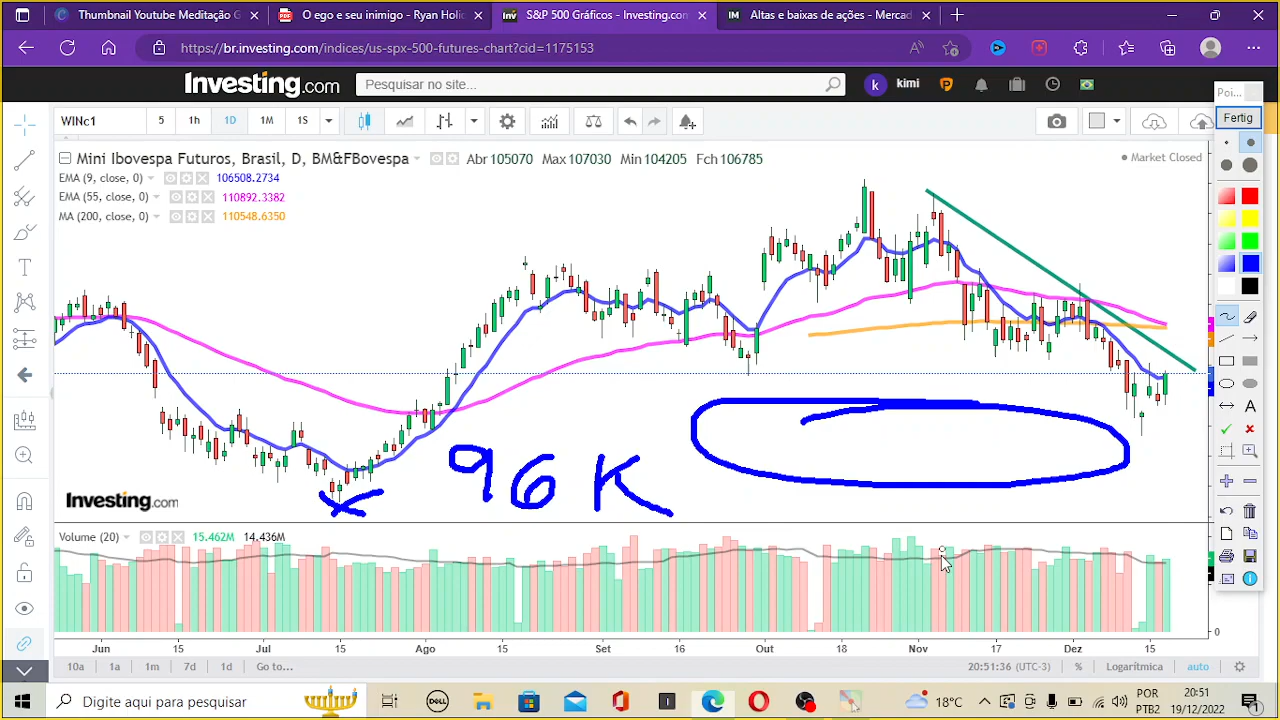 Thumbnail Youtube Meditação G
O ego e seu inimigo - Ryan Holic
S&P 500 Gráficos - Investing.com
Altas e baixas de ações - Mercad
https://br.investing.com/indices/us-spx-500-futures-chart?cid=1175153
Investing.com
Pesquisar no site...
k kimi
Poi...
Fertig
WINc1 5 1h 1D 1M 1S
Mini Ibovespa Futuros, Brasil, D, BM&FBovespa Abr 105070 Max 107030 Min 104205 Fch 106785
Market Closed
EMA (9, close, 0) 106508.2734
EMA (55, close, 0) 110892.3382
MA (200, close, 0) 110548.6350
96 K
Investing.com
Volume (20) 15.462M 14.436M
0
Jun 15 Jul 15 Ago 15 Set 16 Out 18 Nov 17 Dez 15
10a 1a 1m 7d 1d Go to... 20:51:36 (UTC-3) % Logarítmica auto
Digite aqui para pesquisar
18°C
POR
PTB2
20:51
19/12/2022